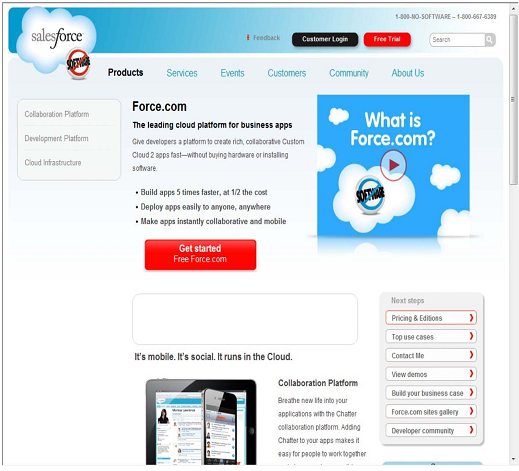 1-800-NO-SOFTWARE – 1-800-667-6389
salesforce
SOFTWARE
Feedback
Customer Login
Free Trial
Search
Products
Services
Events
Customers
Community
About Us
Collaboration Platform
Development Platform
Cloud Infrastructure
Force.com
The leading cloud platform for business apps
Give developers a platform to create rich, collaborative Custom
Cloud 2 apps fast—without buying hardware or installing
software.
• Build apps 5 times faster, at 1/2 the cost
• Deploy apps easily to anyone, anywhere
• Make apps instantly collaborative and mobile
Get started
Free Force.com
What is
Force.com?
SOFTWARE
It's mobile. It's social. It runs in the Cloud.
Collaboration Platform
Breathe new life into your
applications with the Chatter
collaboration platform. Adding
Chatter to your apps makes it
easy for people to work together
Next steps
Pricing & Editions
Top use cases
Contact Me
View demos
Build your business case
Force.com sites gallery
Developer community